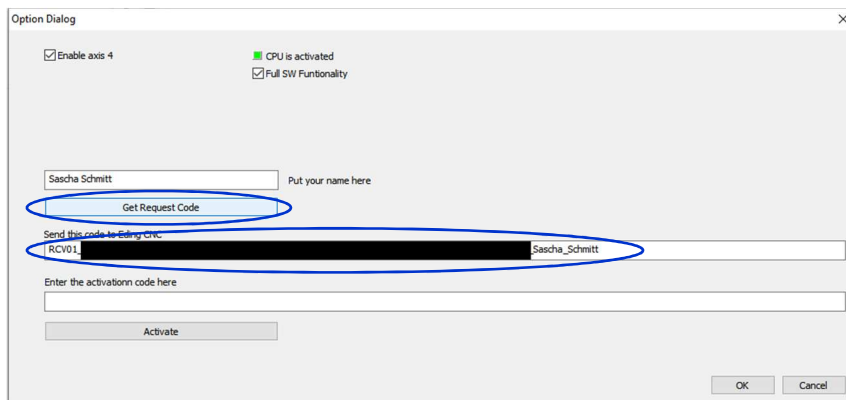 Option Dialog
Enable axis 4
CPU is activated
Full SW Funtionality
Sascha Schmitt
Put your name here
Get Request Code
Send this code to Eding CNC
RCV01_
_Sascha_Schmitt
Enter the activationn code here
Activate
OK
Cancel